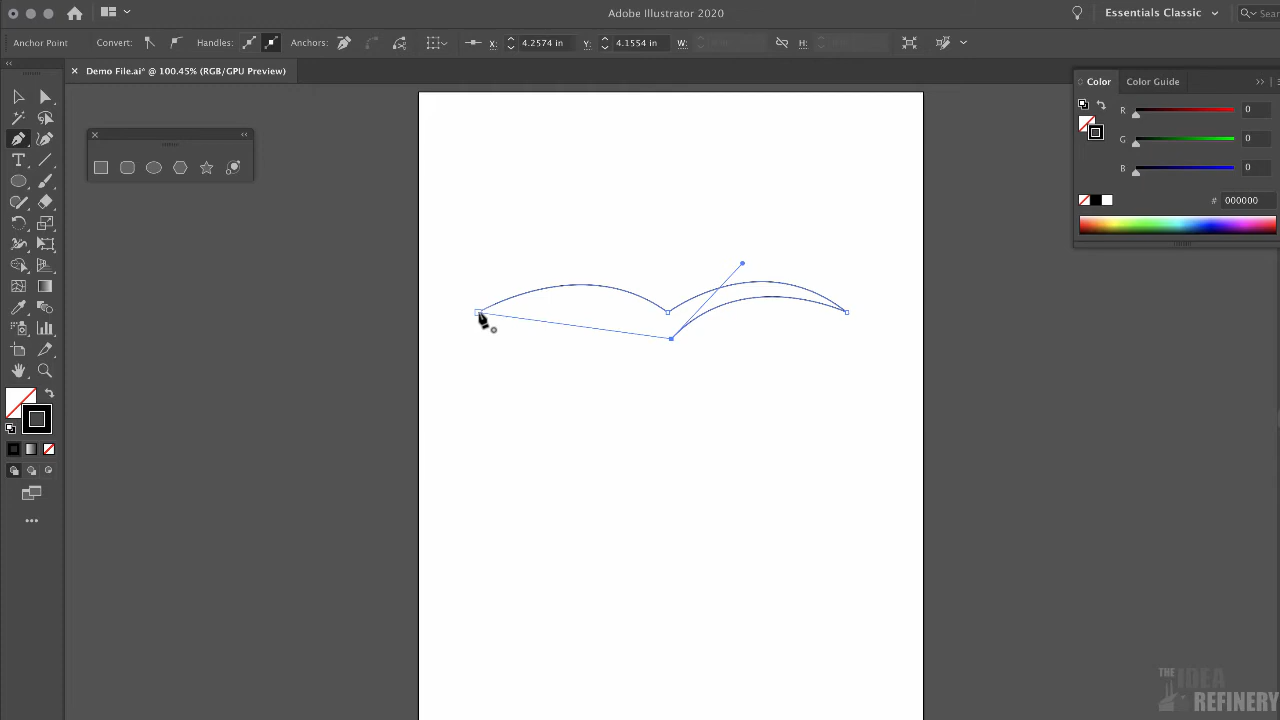 Adobe Illustrator 2020
Essentials Classic
Sear
Anchor Point
Convert:
Handles:
Anchors:
X:
4.2574 in
Y:
4.1554 in
W:
H:
Demo File.ai* @ 100.45% (RGB/GPU Preview)
Color
Color Guide
R
0
G
0
B
0
#
000000
THE
IDEA
REFINERY